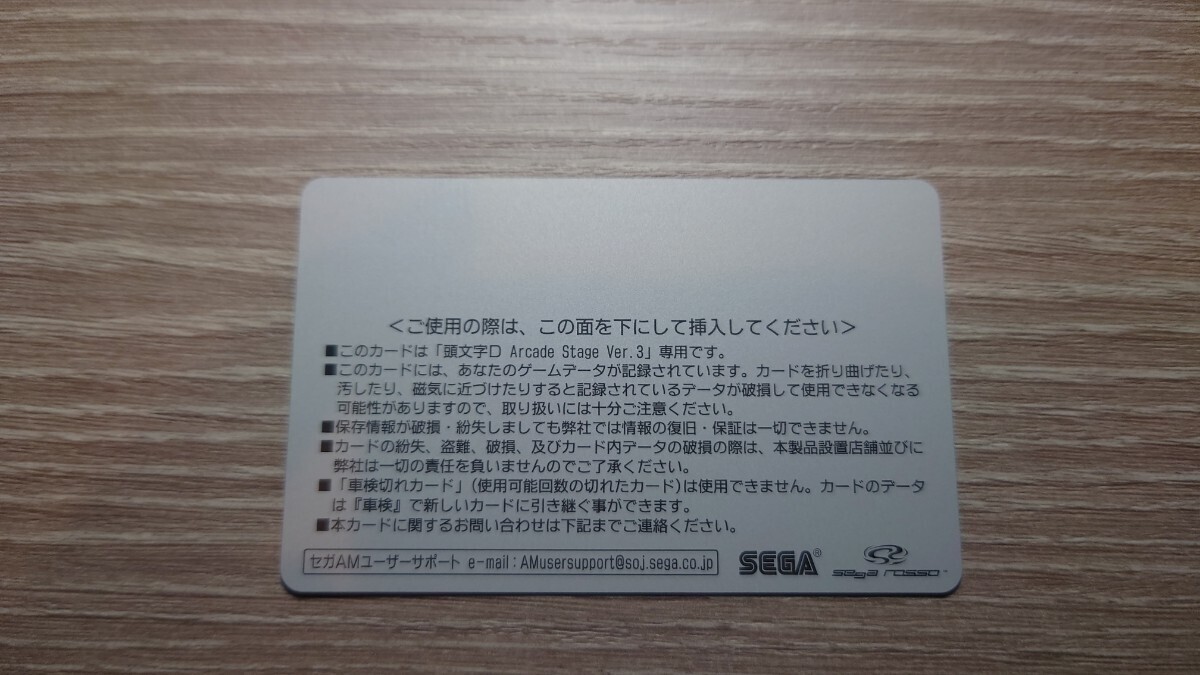 ＜ご使用の際は、この面を下にして挿入してください＞
■このカードは「頭文字D Arcade Stage Ver.3」専用です。
■このカードには、あなたのゲームデータが記録されています。カードを折り曲げたり、
汚したり、磁気に近づけたりすると記録されているデータが破損して使用できなくなる
可能性がありますので、取り扱いには十分ご注意ください。
■保存情報が破損・紛失しましても弊社では情報の復旧・保証は一切できません。
■カードの紛失、盗難、破損、及びカード内データの破損の際は、本製品設置店舗並びに
弊社は一切の責任を負いませんのでご了承ください。
■「車検切れカード」(使用可能回数の切れたカード)は使用できません。カードのデータ
は『車検』で新しいカードに引き継ぐ事ができます。
■本カードに関するお問い合わせは下記までご連絡ください。
セガAMユーザーサポート e-mail：AMusersupport@soj.sega.co.jp SEGA® sega rosso™